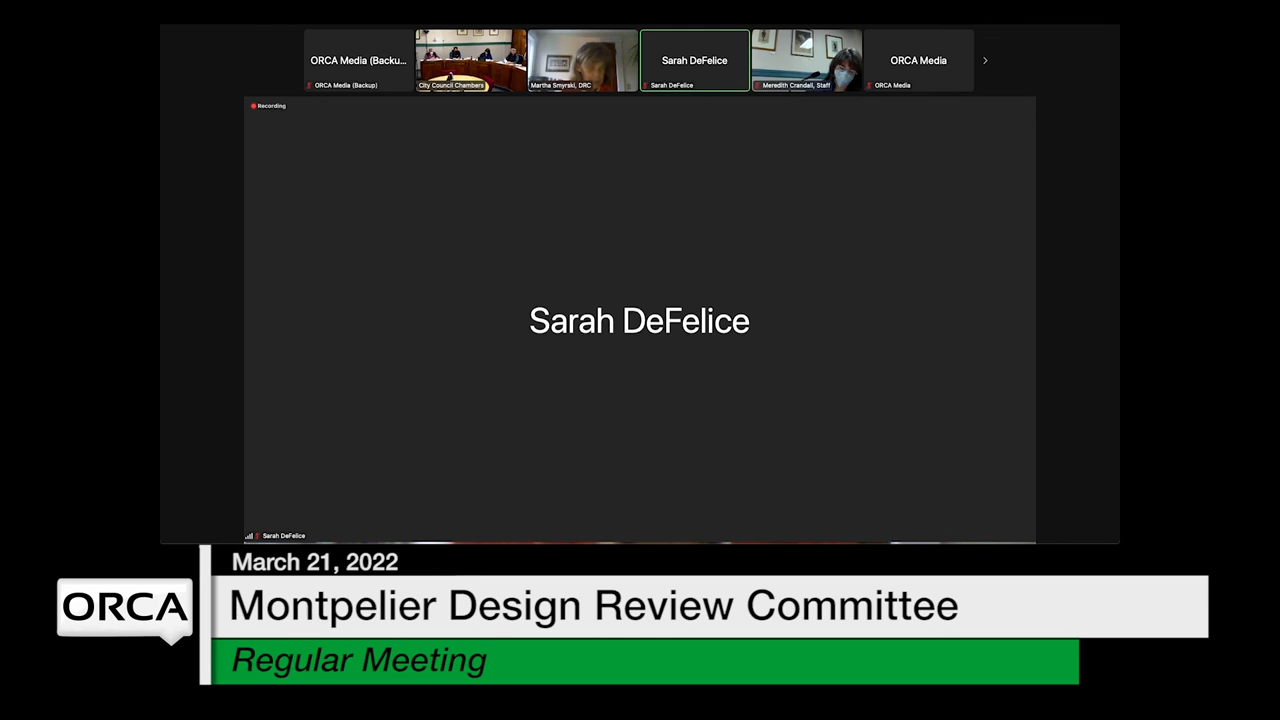 ORCA Media (Backu...
Sarah DeFelice
ORCA Media
ORCA Media (Backup)
City Council Chambers
Martha Smyrski, DRC
Sarah DeFelice
Meredith Crandall, Staff
ORCA Media
Recording
Sarah DeFelice
Sarah DeFelice
March 21, 2022
ORCA
Montpelier Design Review Committee
Regular Meeting